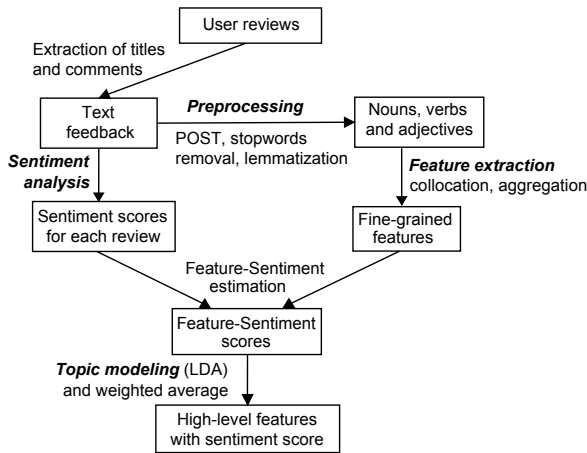 User reviews
Extraction of titles
and comments
Text
feedback
Preprocessing
POST, stopwords
removal, lemmatization
Nouns, verbs
and adjectives
Sentiment
analysis
Feature extraction
collocation, aggregation
Sentiment scores
for each review
Fine-grained
features
Feature-Sentiment
estimation
Feature-Sentiment
scores
Topic modeling (LDA)
and weighted average
High-level features
with sentiment score